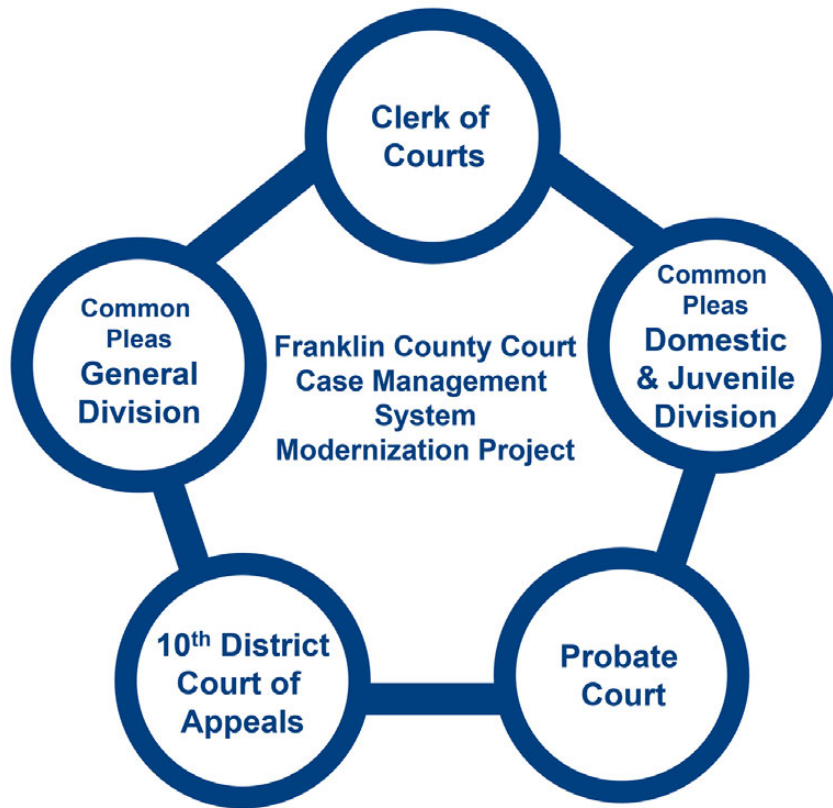 Clerk of
Courts
Common
Pleas
General
Division
Franklin County Court
Case Management
System
Modernization Project
Common
Pleas
Domestic
& Juvenile
Division
10th District
Court of
Appeals
Probate
Court